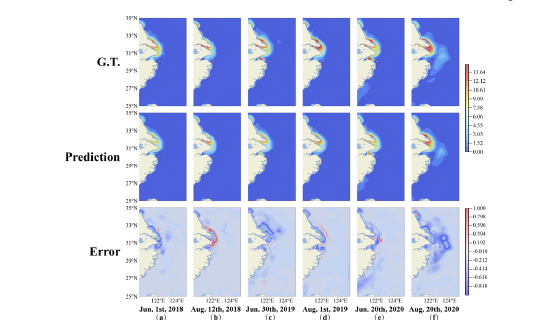 35°N
33°N
G.T.
31°N
29°N
25°N
35°N
33°N
Prediction
31°N
29°N
25°N
35°N
33°N
Error
31°N
29°N
25°N
13.64
12.12
10.61
9.09
7.58
6.06
4.55
3.03
1.52
0.00
1.000
0.798
0.596
0.394
0.192
-0.010
-0.212
-0.414
-0.616
-0.818
122°E 124°E 122°E 124°E 122°E 124°E 122°E 124°E 122°E 124°E 122°E 124°E
Jun. 1st, 2018 Aug. 12th, 2018 Jun. 30th, 2019 Aug. 1st, 2019 Jun. 20th, 2020 Aug. 20th, 2020
(a) (b) (c) (d) (e) (f)